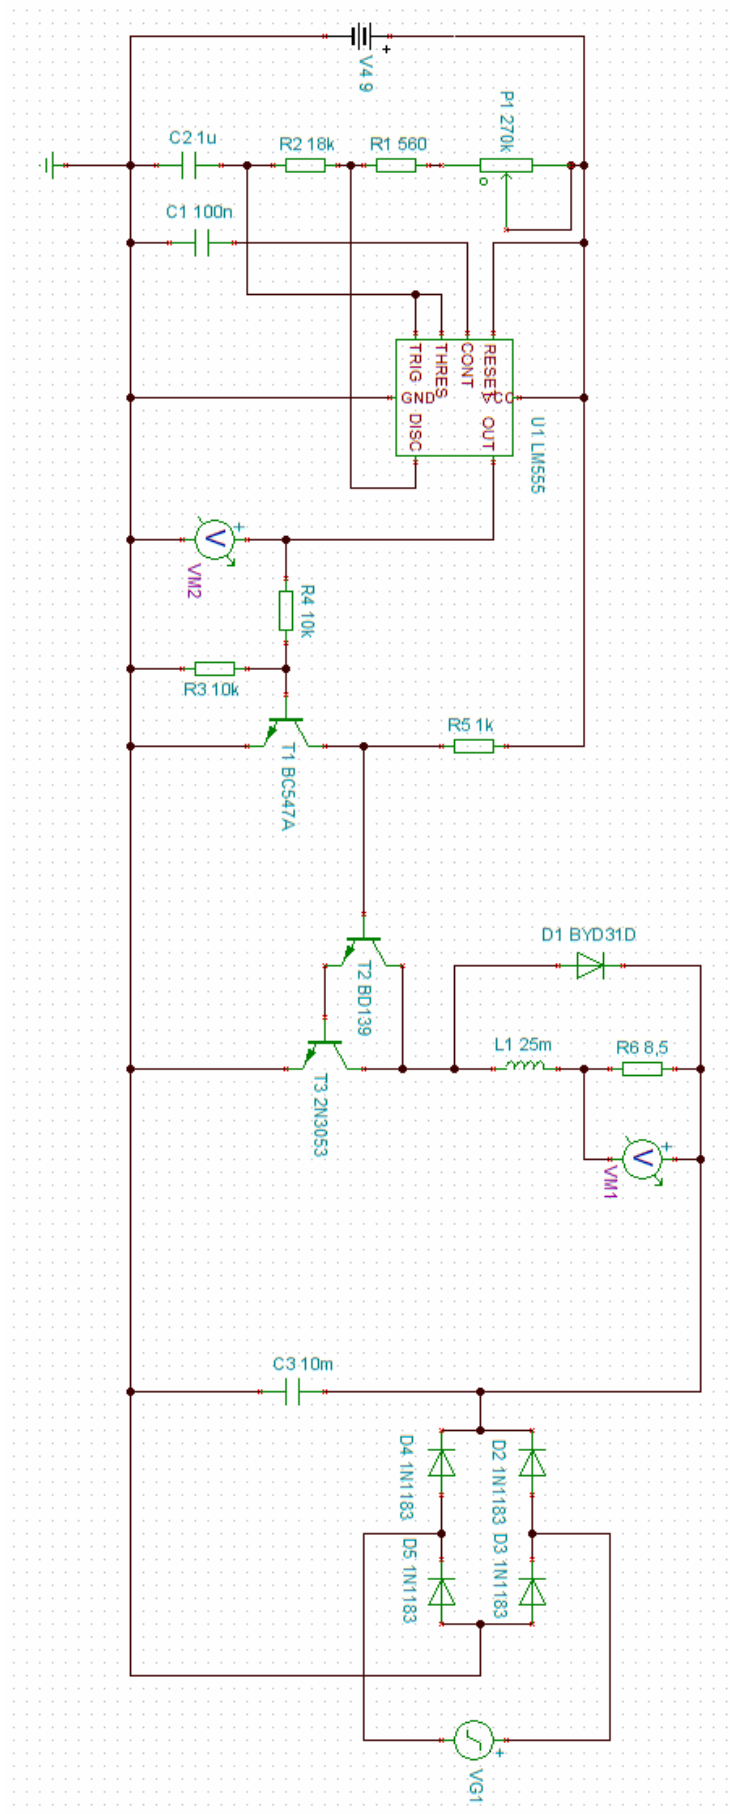 V4 9
+
P1 270k
C2 1u
R2 18k
R1 560
C1 100n
TRIG
THRES
CONT
RESET
GND
VCC
DISC
OUT
U1 LM555
V
+
VM2
R4 10k
R3 10k
T1 BC547A
R5 1k
T2 BD139
D1 BYD31D
T3 2N3053
L1 25m
R6 8,5
V
+
VM1
C3 10m
D4 1N1183
D2 1N1183
D5 1N1183
D3 1N1183
+
VG1